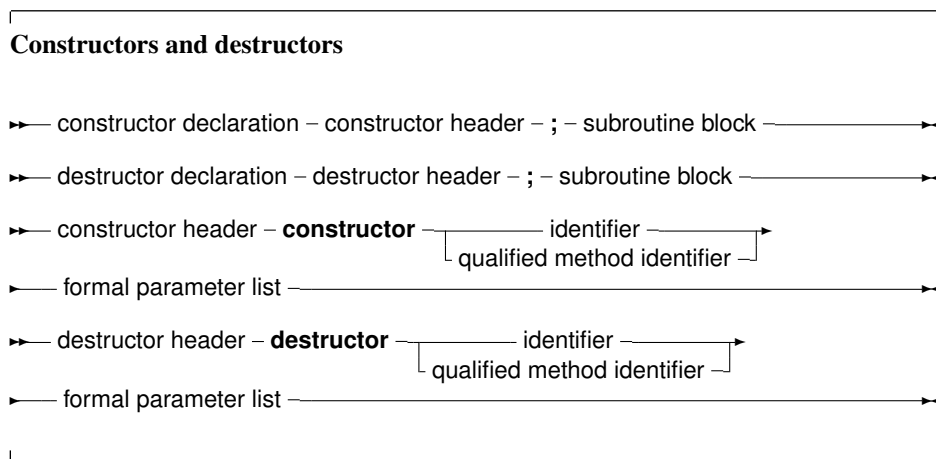 Constructors and destructors
constructor declaration – constructor header – ; – subroutine block
destructor declaration – destructor header – ; – subroutine block
constructor header – constructor identifier
qualified method identifier
formal parameter list
destructor header – destructor identifier
qualified method identifier
formal parameter list